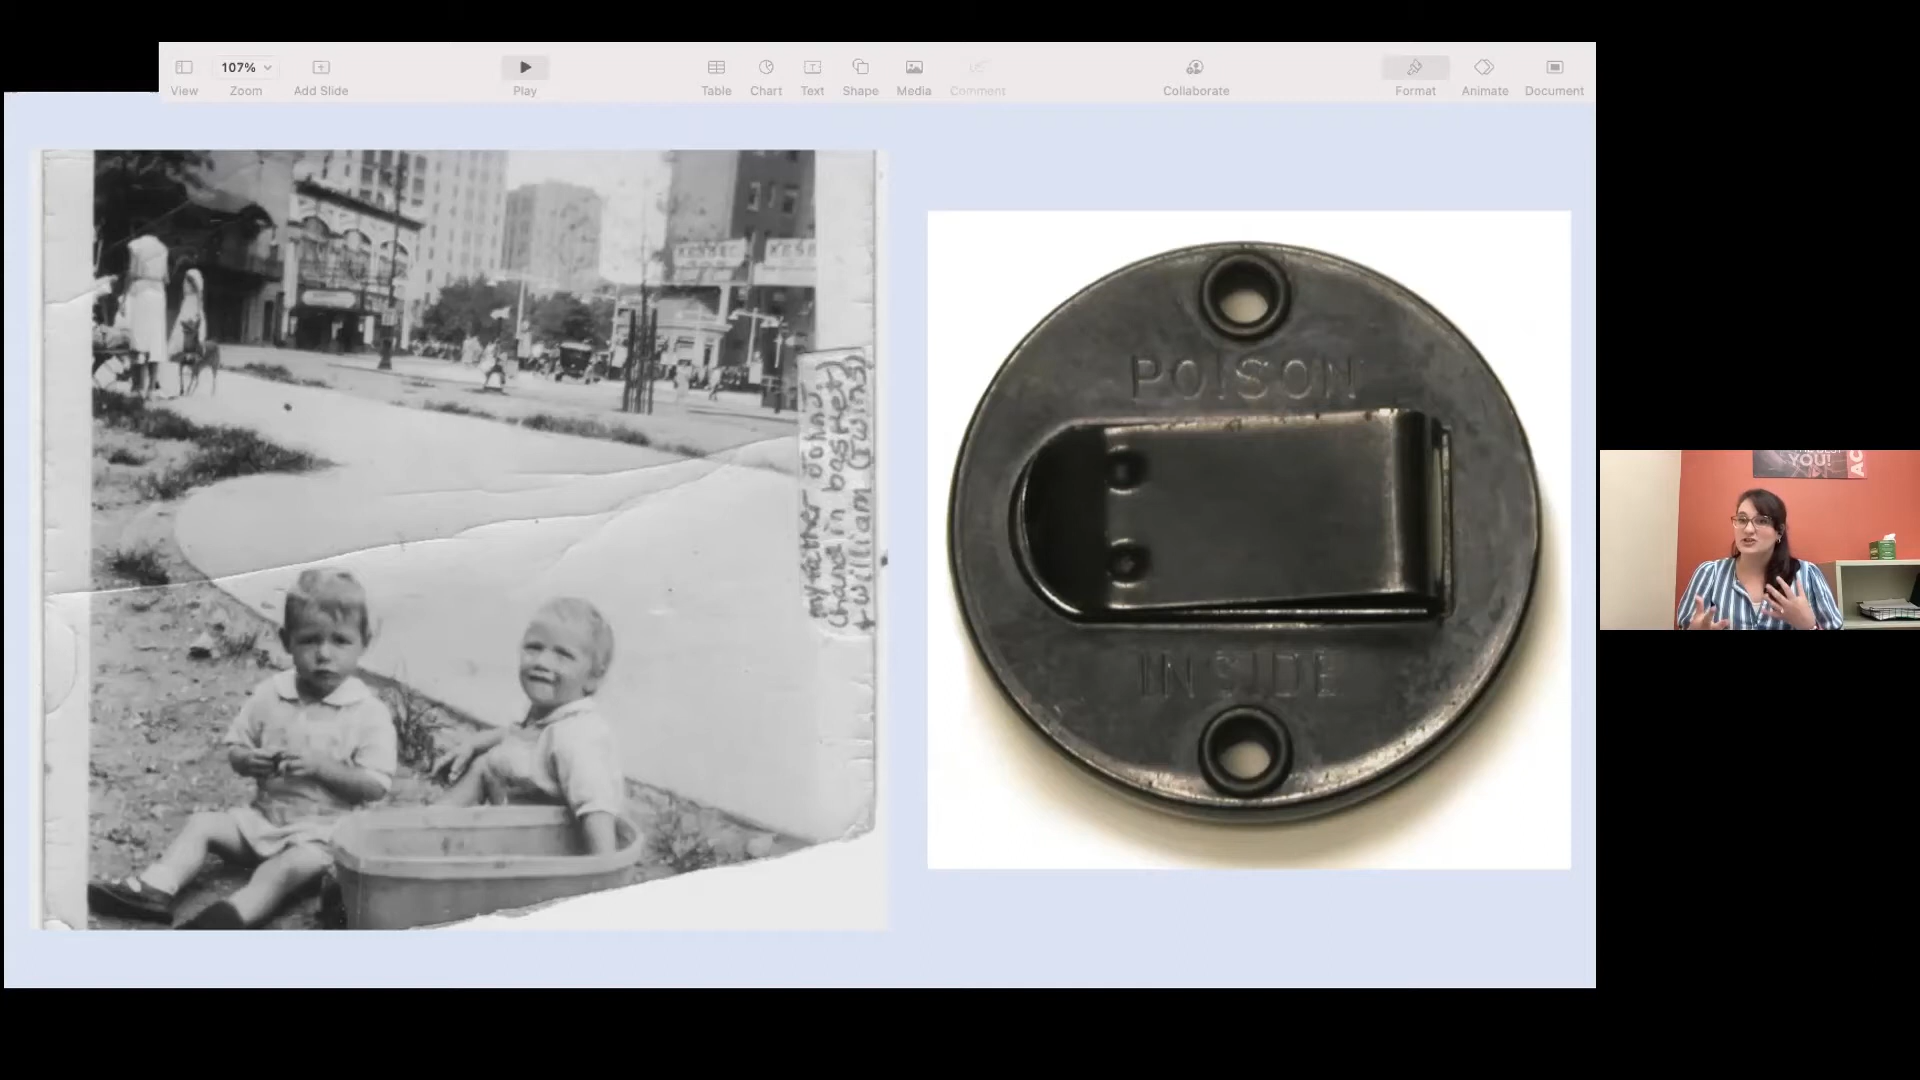 107%
View
Zoom
Add Slide
Play
Table
Chart
Text
Shape
Media
Comment
Collaborate
Format
Animate
Document
my father John J
(hand in basket)
+ William (Twins)
POISON
INSIDE
YOU!
AC